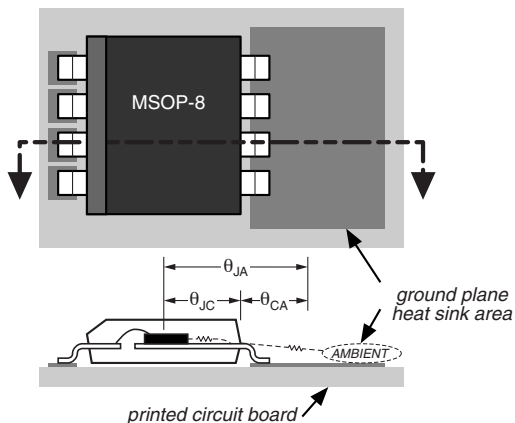 MSOP-8
θJA
θJC
θCA
ground plane
heat sink area
AMBIENT
printed circuit board